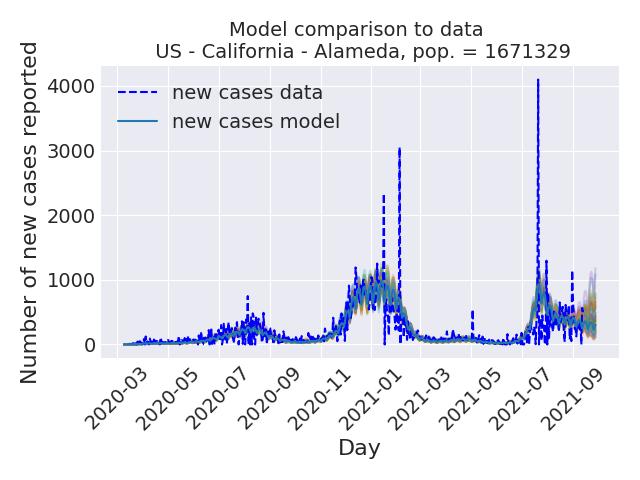 Model comparison to data
US - California - Alameda, pop. = 1671329
Number of new cases reported
4000
3000
2000
1000
0
new cases data
new cases model
2020-03
2020-05
2020-07
2020-09
2020-11
2021-01
2021-03
2021-05
2021-07
2021-09
Day